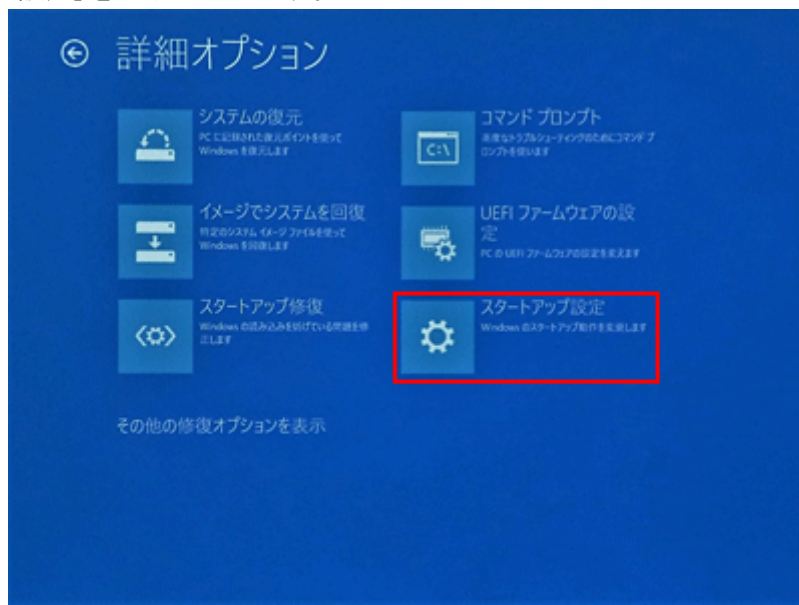 詳細オプション
システムの復元
PC に記録された復元ポイントを使って
Windows を復元します
コマンド プロンプト
高度なトラブルシューティングのためにコマンド プ
ロンプトを使います
C:\
イメージでシステムを回復
特定のシステム イメージ ファイルを使って
Windows を回復します
UEFI ファームウェアの設
定
PC の UEFI ファームウェアの設定を変えます
スタートアップ修復
Windows の読み込みを妨げている問題を修
正します
スタートアップ設定
Windows のスタートアップ動作を変更します
その他の修復オプションを表示